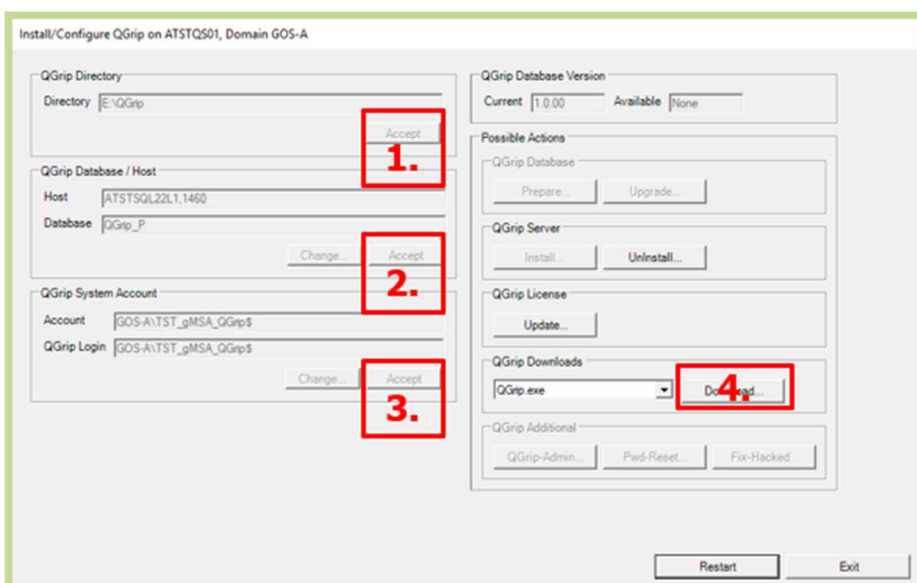 Install/Configure QGrip on ATSTQS01, Domain GOS-A
QGrip Directory
Directory E:\QGrip
Accept
1.
QGrip Database / Host
Host ATSTSQL22L1,1460
Database QGrip_P
Change... Accept
2.
QGrip System Account
Account GOS-A\TST_gMSA_QGrip$
QGrip Login GOS-A\TST_gMSA_QGrip$
Change... Accept
3.
QGrip Database Version
Current 1.0.00 Available None
Possible Actions
QGrip Database
Prepare... Upgrade...
QGrip Server
Install... UnInstall...
QGrip License
Update...
QGrip Downloads
QGrip.exe Download...
4.
QGrip Additional
QGrip-Admin... Pwd-Reset... Fix-Hacked...
Restart Exit